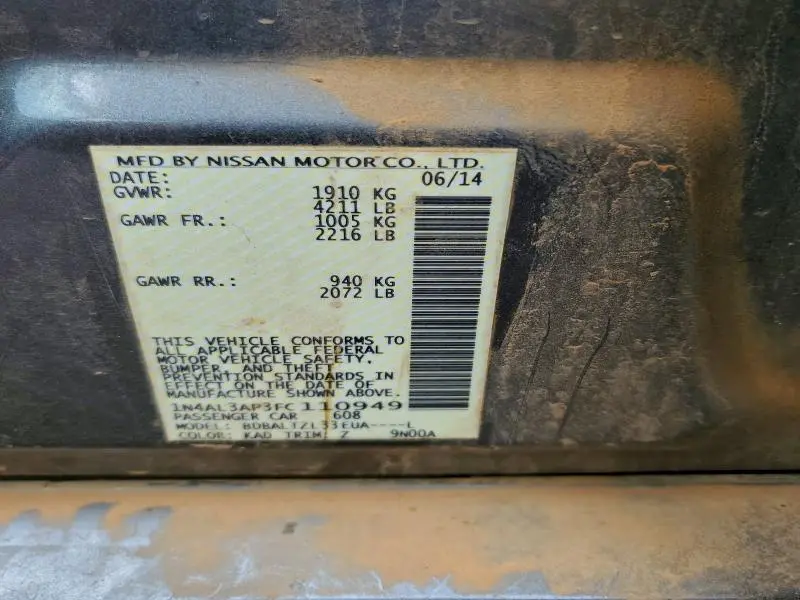 MFD BY NISSAN MOTOR CO., LTD.
DATE: 06/14
GVWR: 1910 KG
4211 LB
GAWR FR.: 1005 KG
2216 LB
GAWR RR.: 940 KG
2072 LB
THIS VEHICLE CONFORMS TO
ALL APPLICABLE FEDERAL
MOTOR VEHICLE SAFETY,
BUMPER, AND THEFT
PREVENTION STANDARDS IN
EFFECT ON THE DATE OF
MANUFACTURE SHOWN ABOVE.
1N4AL3AP3FC110949
PASSENGER CAR 608
MODEL:
COLOR: KAD TRIM: Z 9N00A